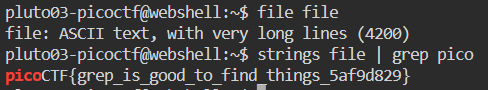 pluto03-picoctf@webshell:~$ file file
file: ASCII text, with very long lines (4200)
pluto03-picoctf@webshell:~$ strings file | grep pico
picoCTF{grep_is_good_to_find_things_5af9d829}